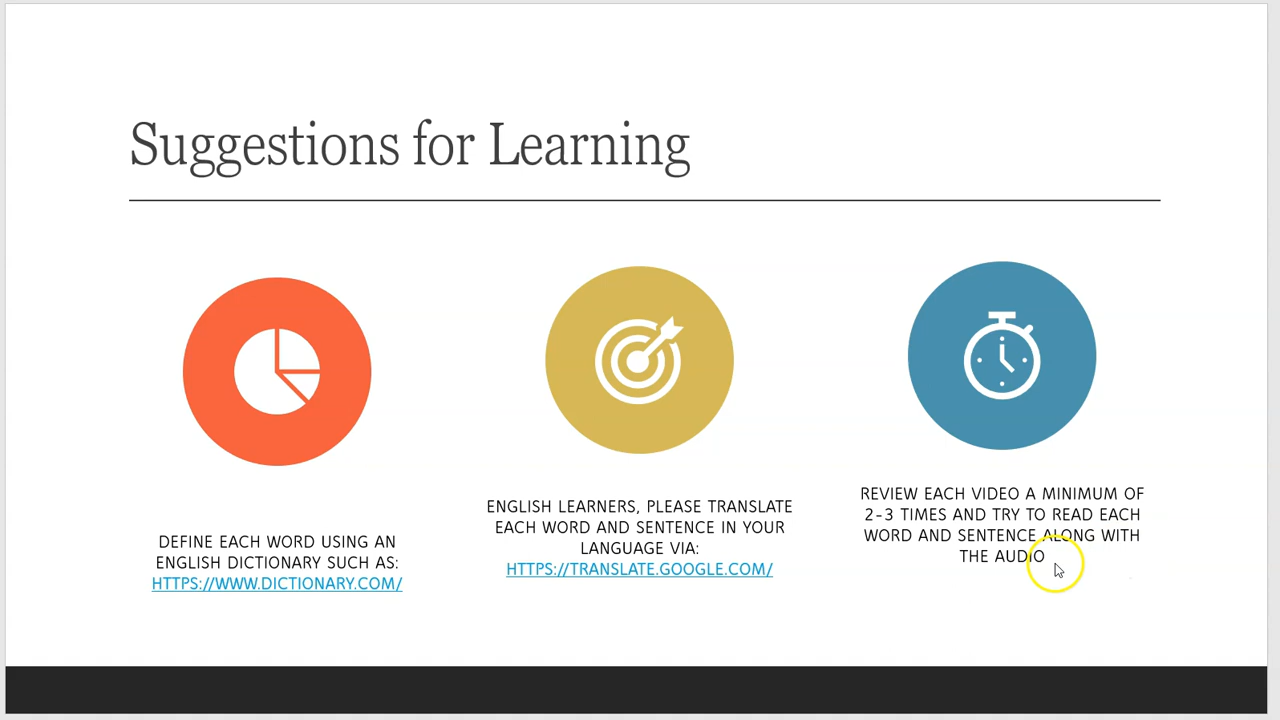 Suggestions for Learning
DEFINE EACH WORD USING AN
ENGLISH DICTIONARY SUCH AS:
HTTPS://WWW.DICTIONARY.COM/
ENGLISH LEARNERS, PLEASE TRANSLATE
EACH WORD AND SENTENCE IN YOUR
LANGUAGE VIA:
HTTPS://TRANSLATE.GOOGLE.COM/
REVIEW EACH VIDEO A MINIMUM OF
2-3 TIMES AND TRY TO READ EACH
WORD AND SENTENCE ALONG WITH
THE AUDIO